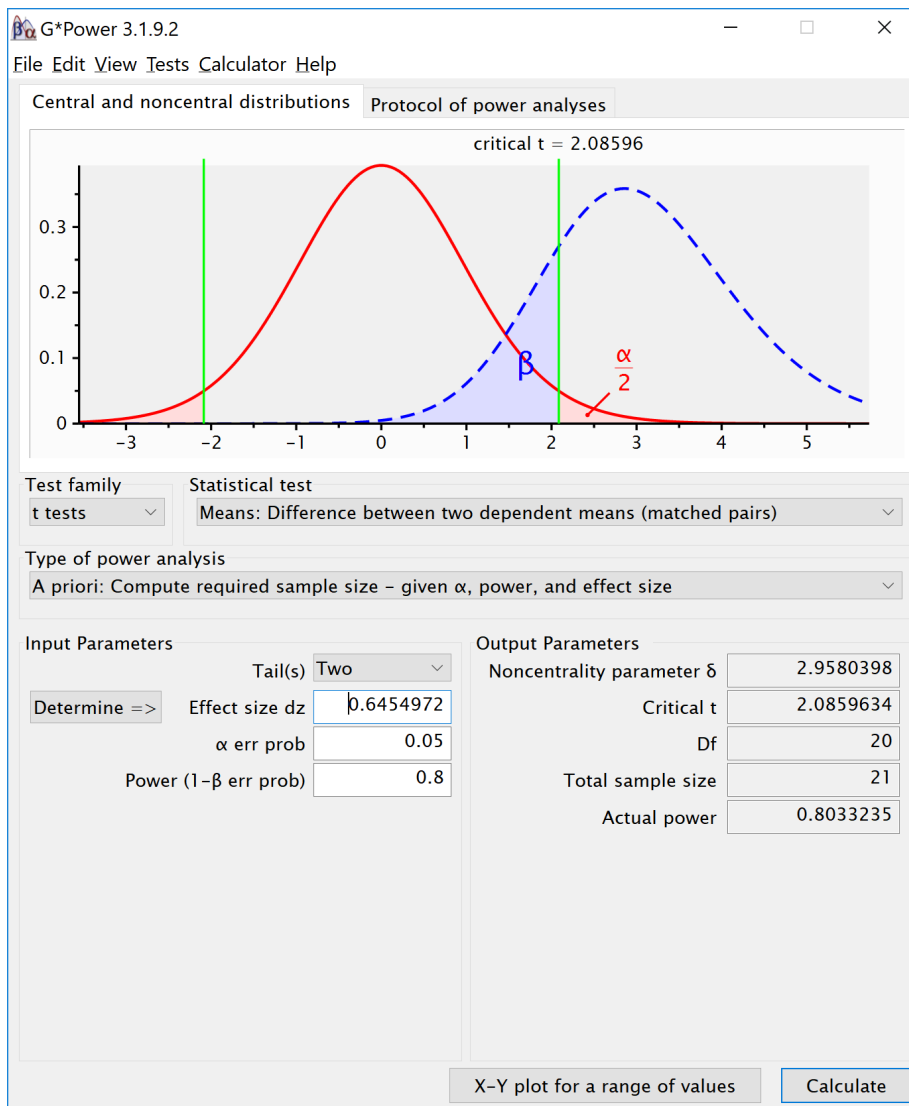 G*Power 3.1.9.2
File Edit View Tests Calculator Help
Central and noncentral distributions Protocol of power analyses
critical t = 2.08596
0.3
0.2
0.1
0
β
α
2
-3 -2 -1 0 1 2 3 4 5
Test family Statistical test
t tests Means: Difference between two dependent means (matched pairs)
Type of power analysis
A priori: Compute required sample size – given α, power, and effect size
Input Parameters Output Parameters
Tail(s) Two Noncentrality parameter δ 2.9580398
Determine => Effect size dz 0.6454972 Critical t 2.0859634
α err prob 0.05 Df 20
Power (1-β err prob) 0.8 Total sample size 21
Actual power 0.8033235
X-Y plot for a range of values Calculate